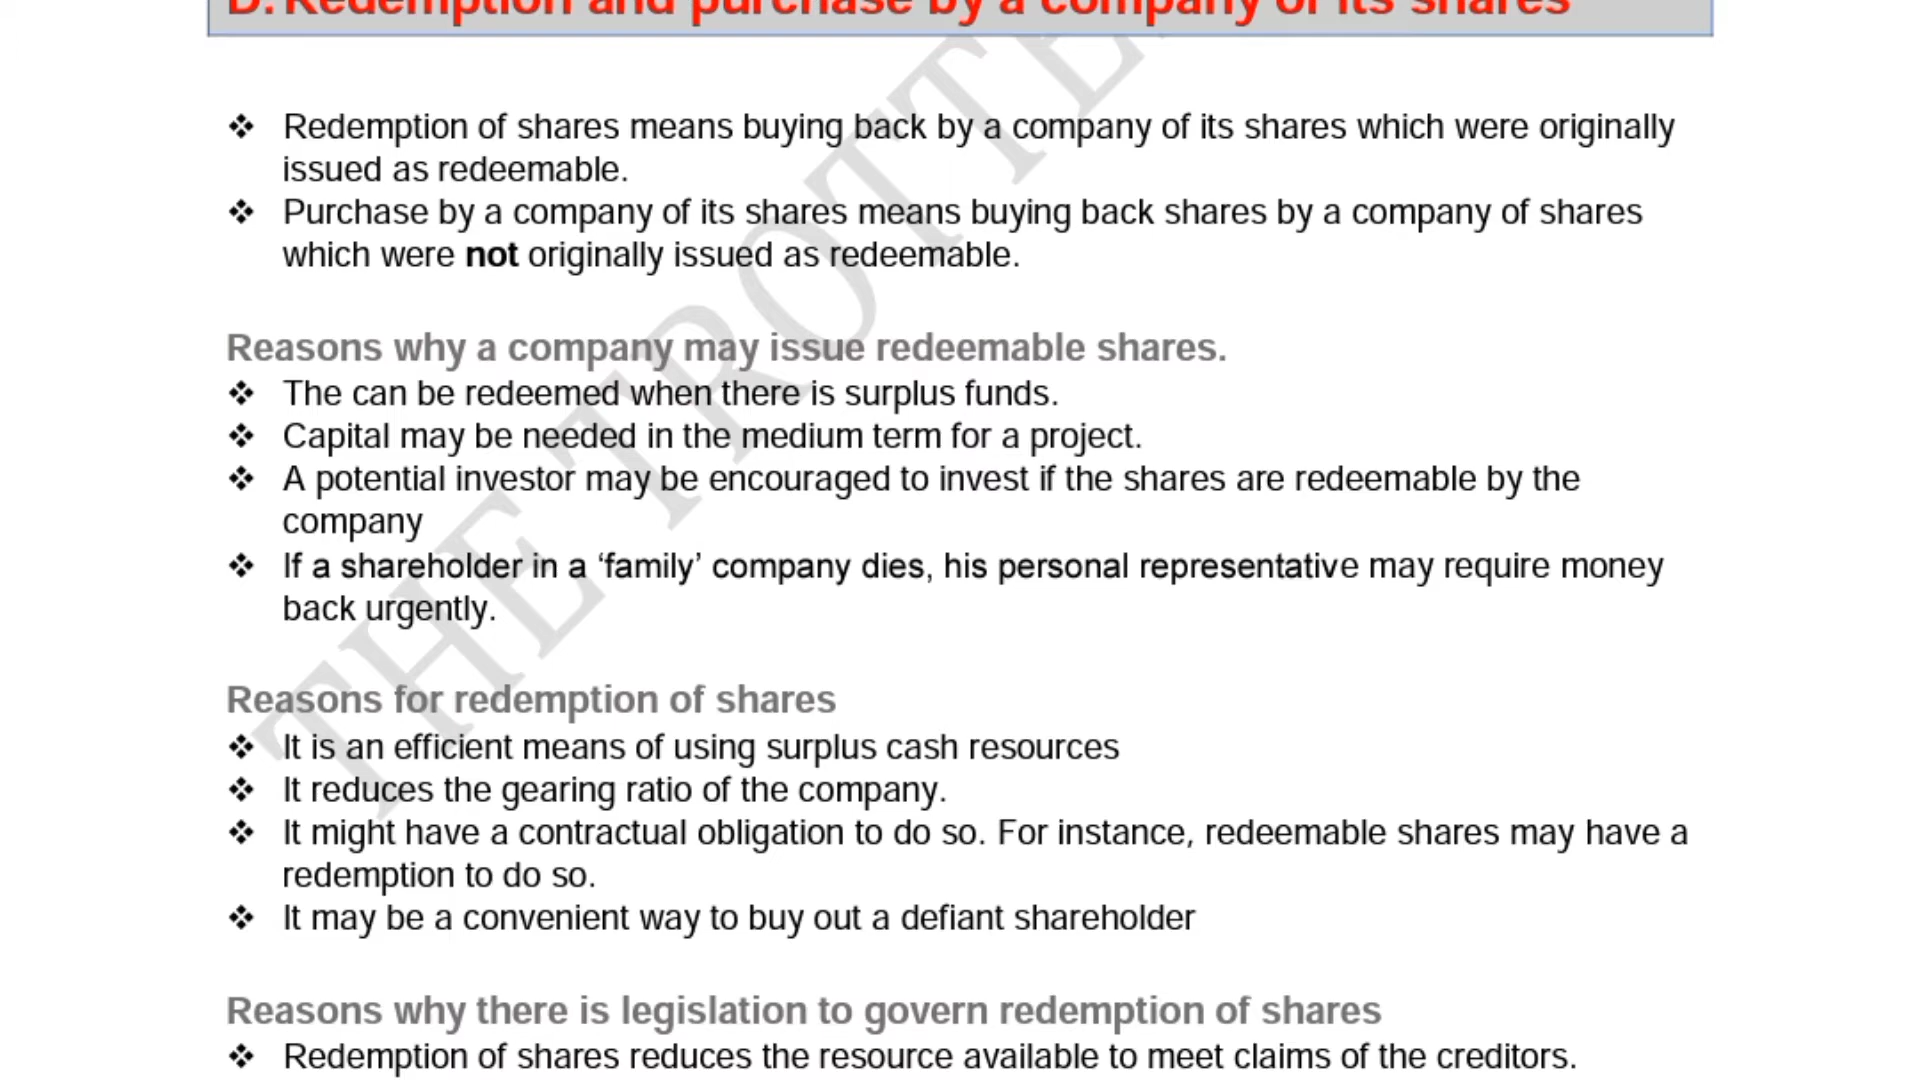 D. Redemption and purchase by a company of its shares
❖ Redemption of shares means buying back by a company of its shares which were originally
issued as redeemable.
❖ Purchase by a company of its shares means buying back shares by a company of shares
which were not originally issued as redeemable.
Reasons why a company may issue redeemable shares.
❖ The can be redeemed when there is surplus funds.
❖ Capital may be needed in the medium term for a project.
❖ A potential investor may be encouraged to invest if the shares are redeemable by the
company
❖ If a shareholder in a ‘family’ company dies, his personal representative may require money
back urgently.
Reasons for redemption of shares
❖ It is an efficient means of using surplus cash resources
❖ It reduces the gearing ratio of the company.
❖ It might have a contractual obligation to do so. For instance, redeemable shares may have a
redemption to do so.
❖ It may be a convenient way to buy out a defiant shareholder
Reasons why there is legislation to govern redemption of shares
❖ Redemption of shares reduces the resource available to meet claims of the creditors.
THE TROTTE